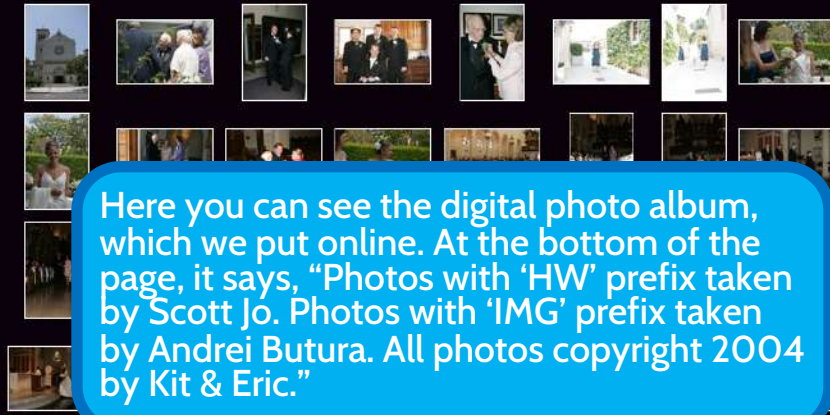 Here you can see the digital photo album,
which we put online. At the bottom of the
page, it says, “Photos with ‘HW’ prefix taken
by Scott Jo. Photos with ‘IMG’ prefix taken
by Andrei Butura. All photos copyright 2004
by Kit & Eric.”